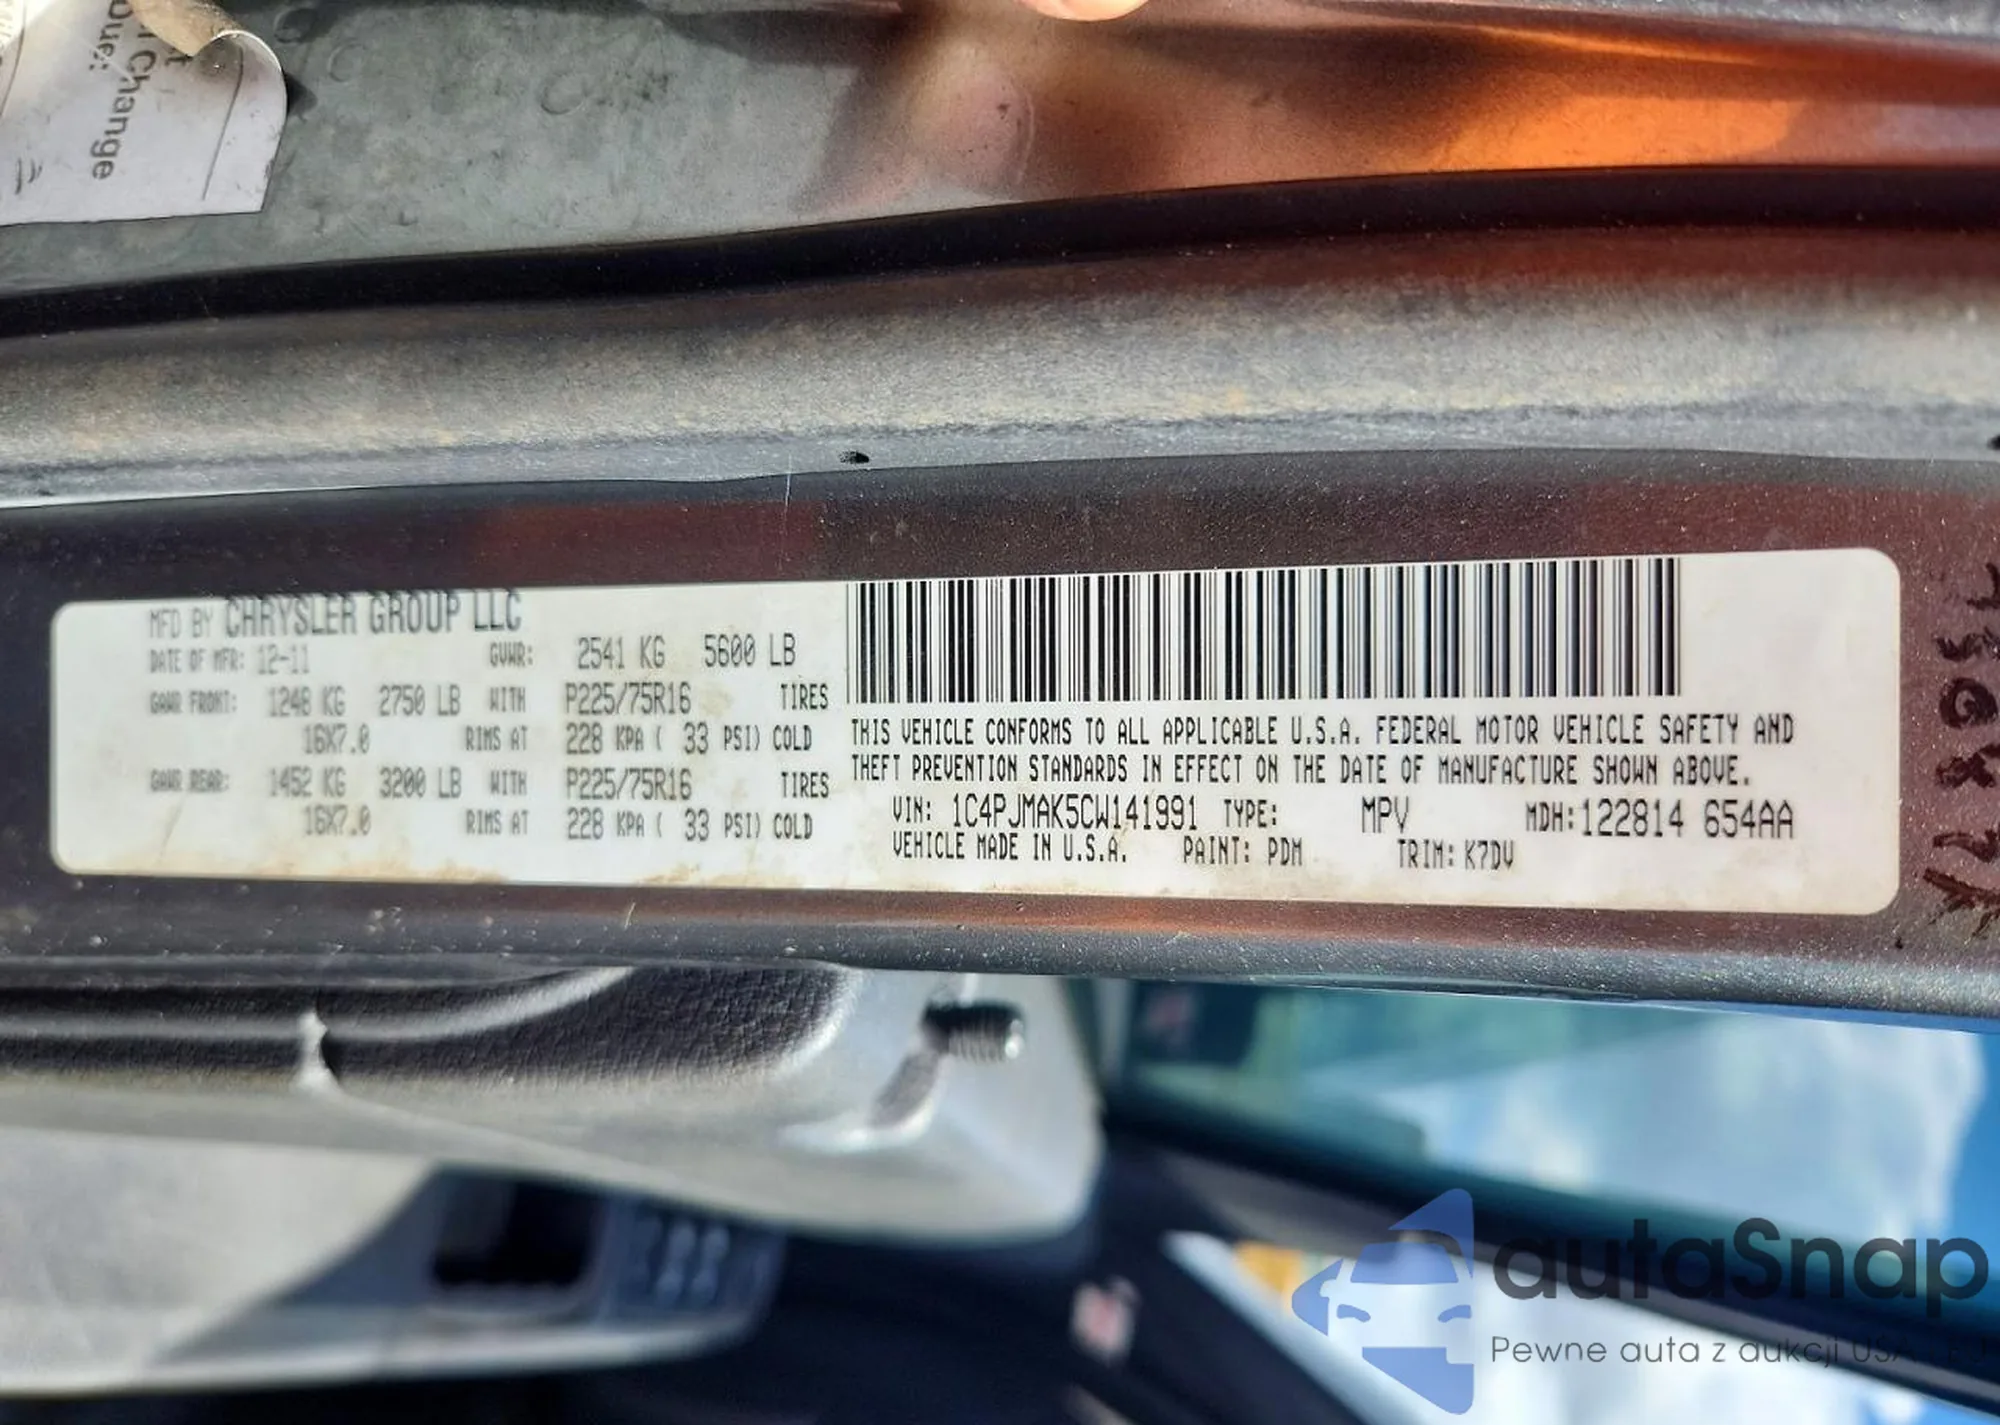 Change
MFD BY CHRYSLER GROUP LLC
DATE OF MFR: 12-11 GVWR: 2541 KG 5600 LB
GAWR FRONT: 1248 KG 2750 LB WITH P225/75R16 TIRES
16X7.0 RIMS AT 228 KPA ( 33 PSI) COLD
GAWR REAR: 1452 KG 3200 LB WITH P225/75R16 TIRES
16X7.0 RIMS AT 228 KPA ( 33 PSI) COLD
THIS VEHICLE CONFORMS TO ALL APPLICABLE U.S.A. FEDERAL MOTOR VEHICLE SAFETY AND
THEFT PREVENTION STANDARDS IN EFFECT ON THE DATE OF MANUFACTURE SHOWN ABOVE.
VIN: 1C4PJMAK5CW141991 TYPE: MPV MDH:122814 654AA
VEHICLE MADE IN U.S.A. PAINT: PDM TRIM: K7DV
autaSnap
Pewne auta z aukcji USA